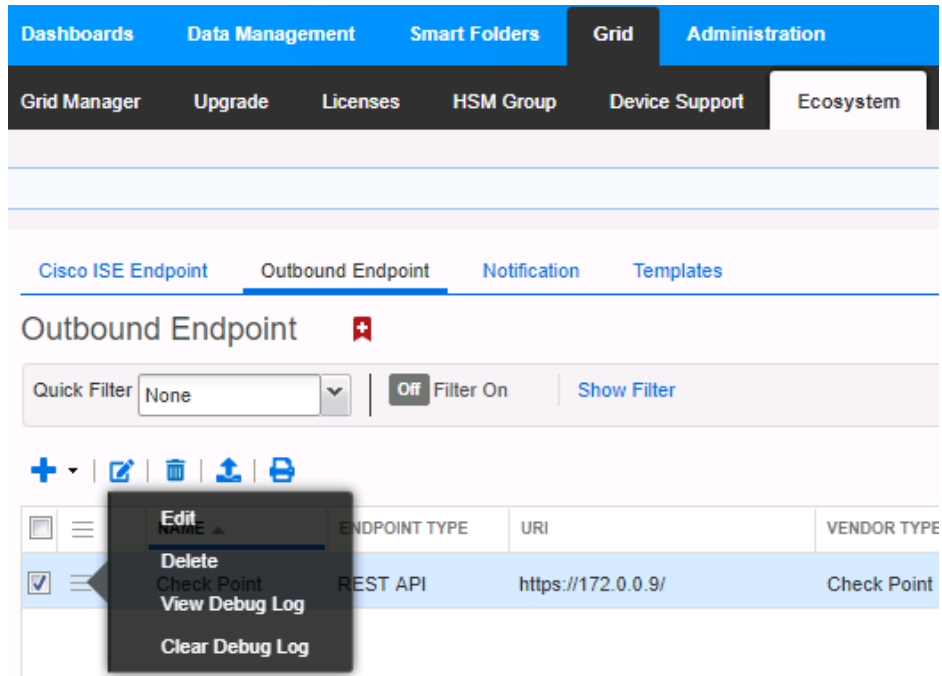 Dashboards Data Management Smart Folders Grid Administration
Grid Manager Upgrade Licenses HSM Group Device Support Ecosystem
Cisco ISE Endpoint Outbound Endpoint Notification Templates
Outbound Endpoint
Quick Filter None Off Filter On Show Filter
NAME ENDPOINT TYPE URI VENDOR TYPE
Check Point REST API https://172.0.0.9/ Check Point
Edit
Delete
View Debug Log
Clear Debug Log